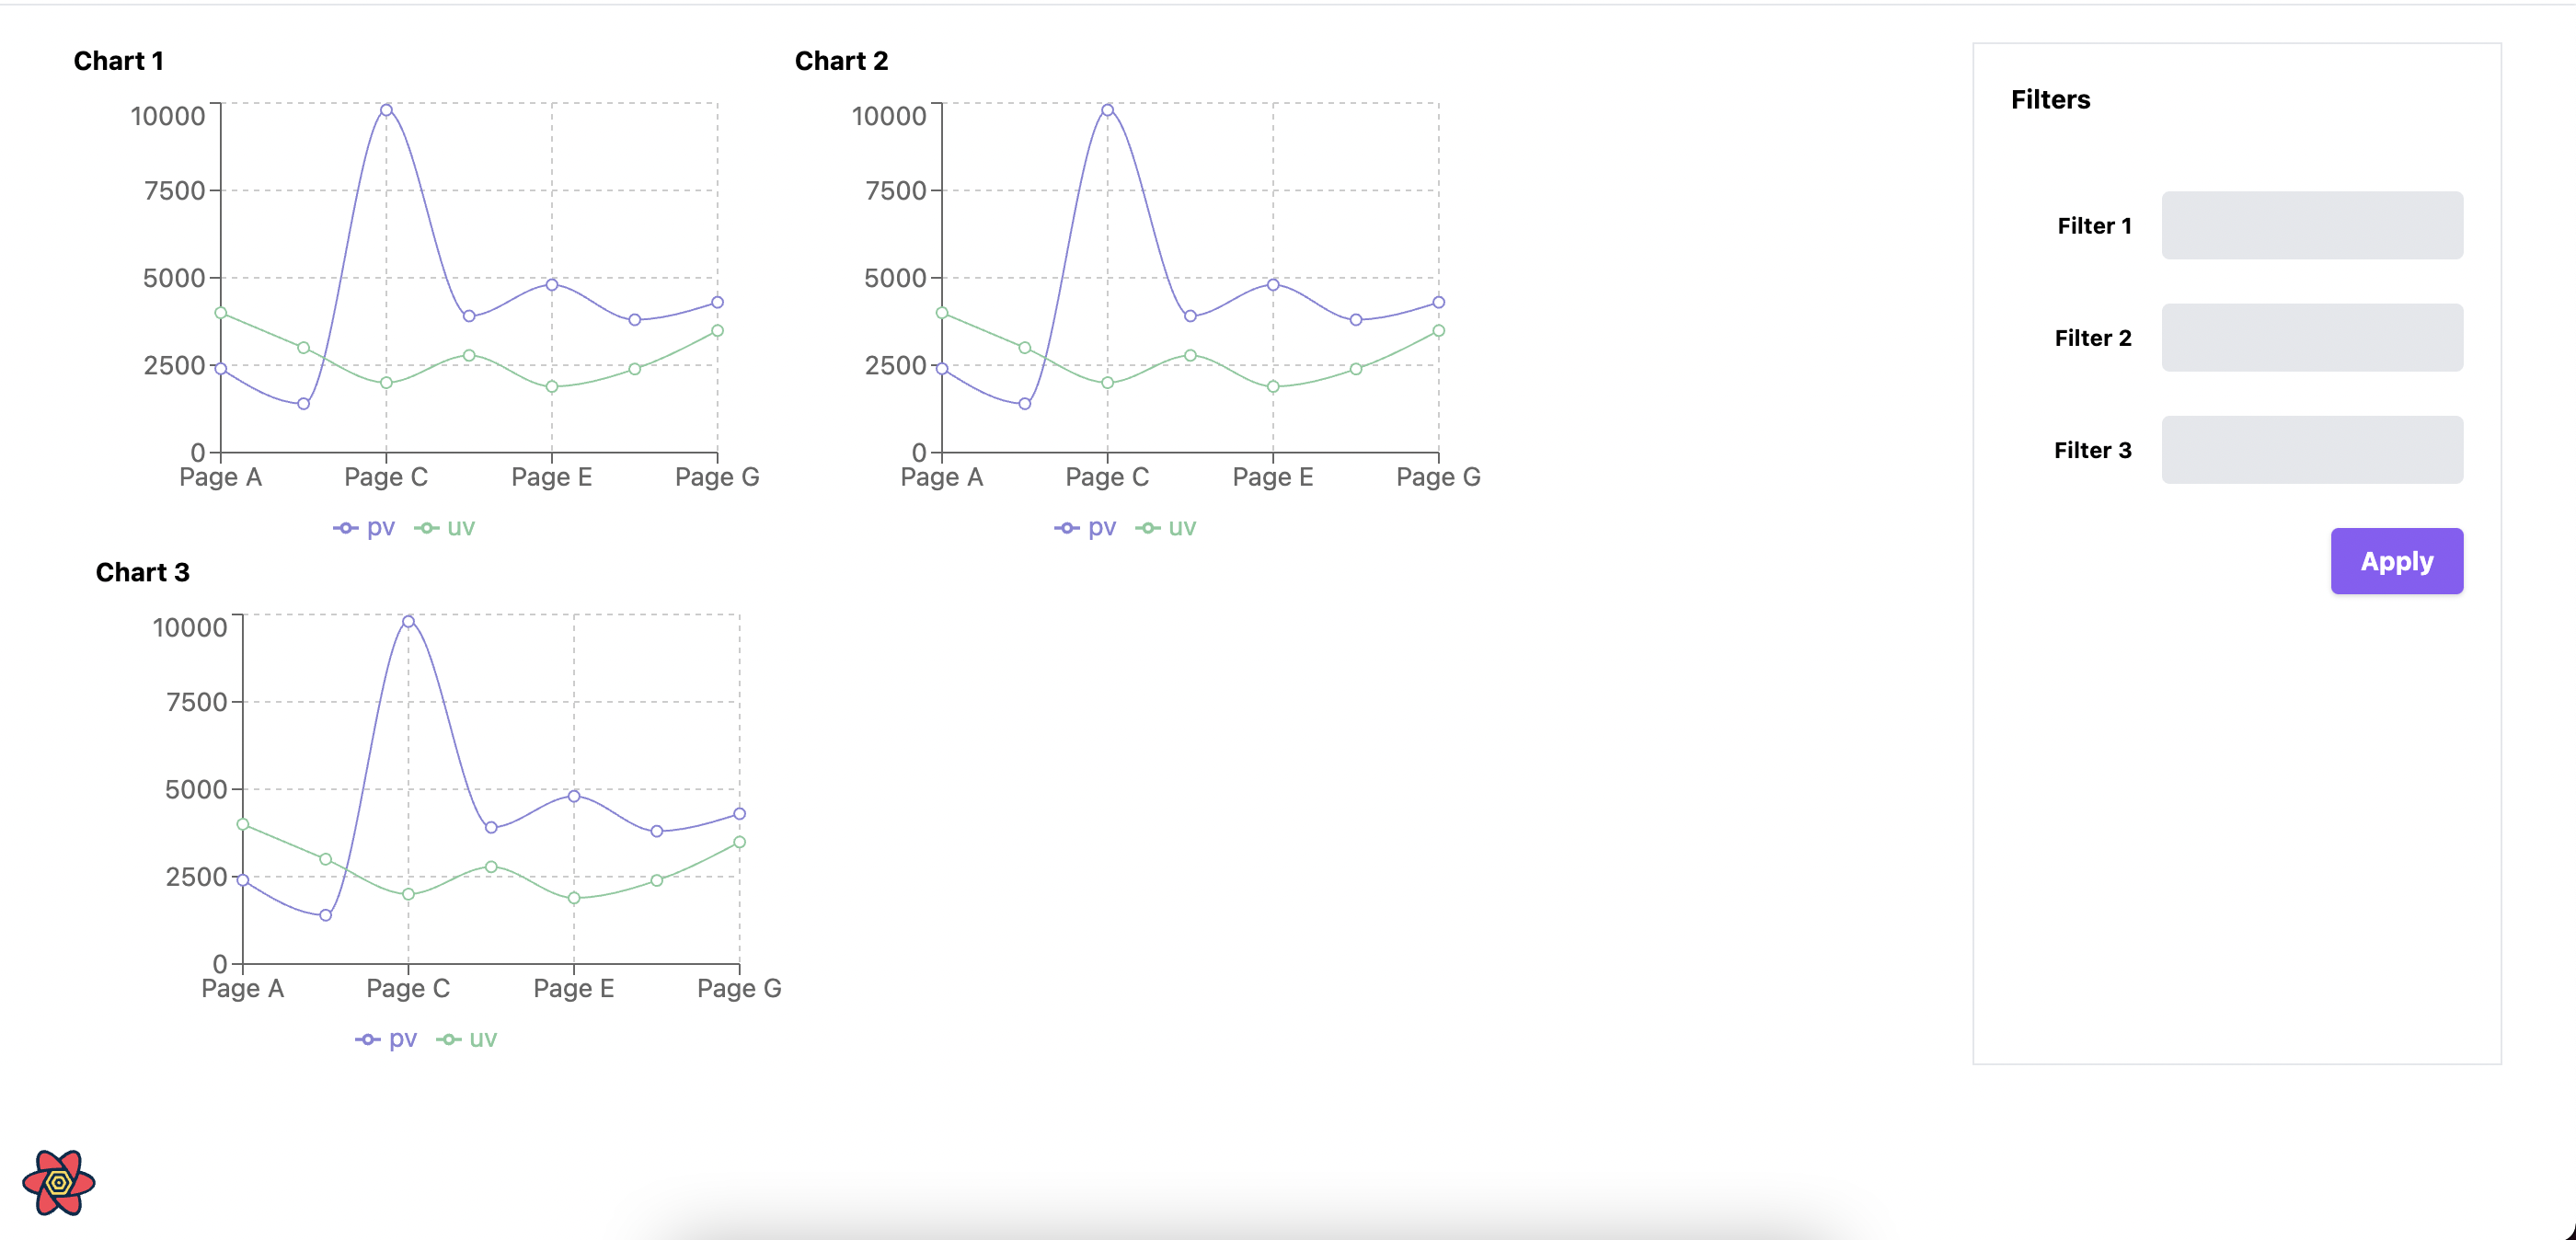 Chart 1
10000
7500
5000
2500
0
Page A Page C Page E Page G
pv uv
Chart 2
10000
7500
5000
2500
0
Page A Page C Page E Page G
pv uv
Chart 3
10000
7500
5000
2500
0
Page A Page C Page E Page G
pv uv
Filters
Filter 1
Filter 2
Filter 3
Apply